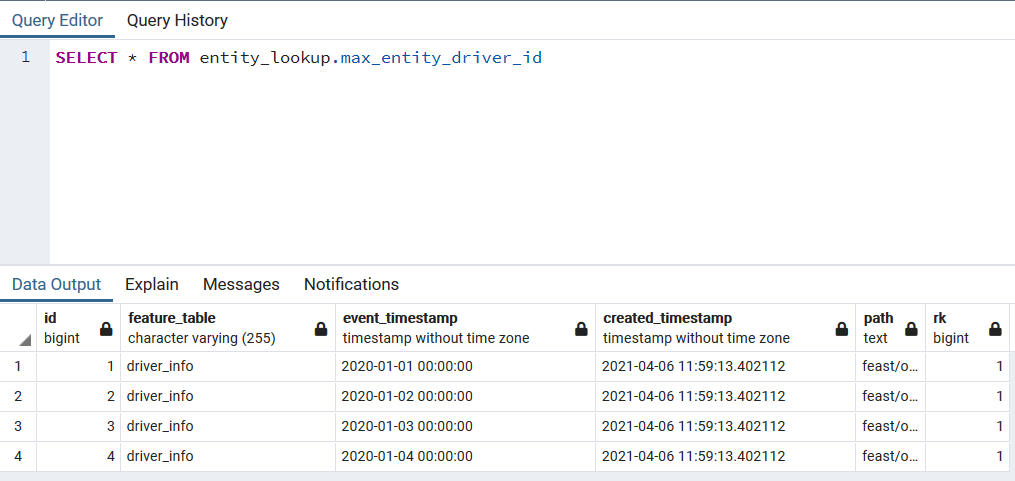 Query Editor Query History
1 SELECT * FROM entity_lookup.max_entity_driver_id
Data Output Explain Messages Notifications
id feature_table event_timestamp created_timestamp path rk
bigint character varying (255) timestamp without time zone timestamp without time zone text bigint
1 1 driver_info 2020-01-01 00:00:00 2021-04-06 11:59:13.402112 feast/o... 1
2 2 driver_info 2020-01-02 00:00:00 2021-04-06 11:59:13.402112 feast/o... 1
3 3 driver_info 2020-01-03 00:00:00 2021-04-06 11:59:13.402112 feast/o... 1
4 4 driver_info 2020-01-04 00:00:00 2021-04-06 11:59:13.402112 feast/o... 1